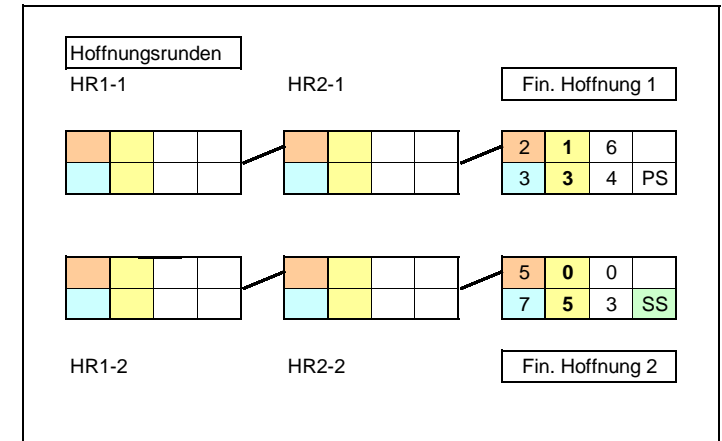 Hoffnungsrunden
HR1-1 HR2-1 Fin. Hoffnung 1
2 1 6
3 3 4 PS
5 0 0
7 5 3 SS
HR1-2 HR2-2 Fin. Hoffnung 2